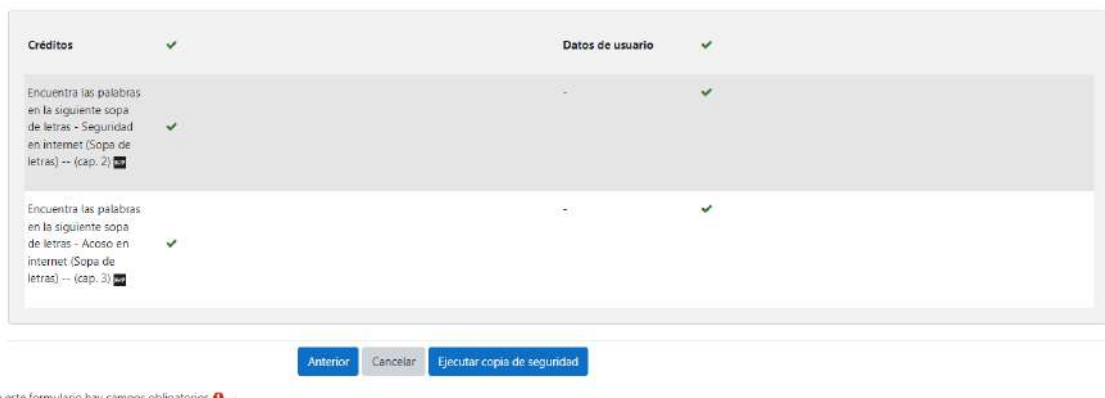 Créditos
Datos de usuario
Encuentra las palabras
en la siguiente sopa
de letras - Seguridad
en internet (Sopa de
letras) -- (cap. 2)
-
Encuentra las palabras
en la siguiente sopa
de letras - Acoso en
internet (Sopa de
letras) -- (cap. 3)
-
Anterior
Cancelar
Ejecutar copia de seguridad
este formulario hay campos obligatorios